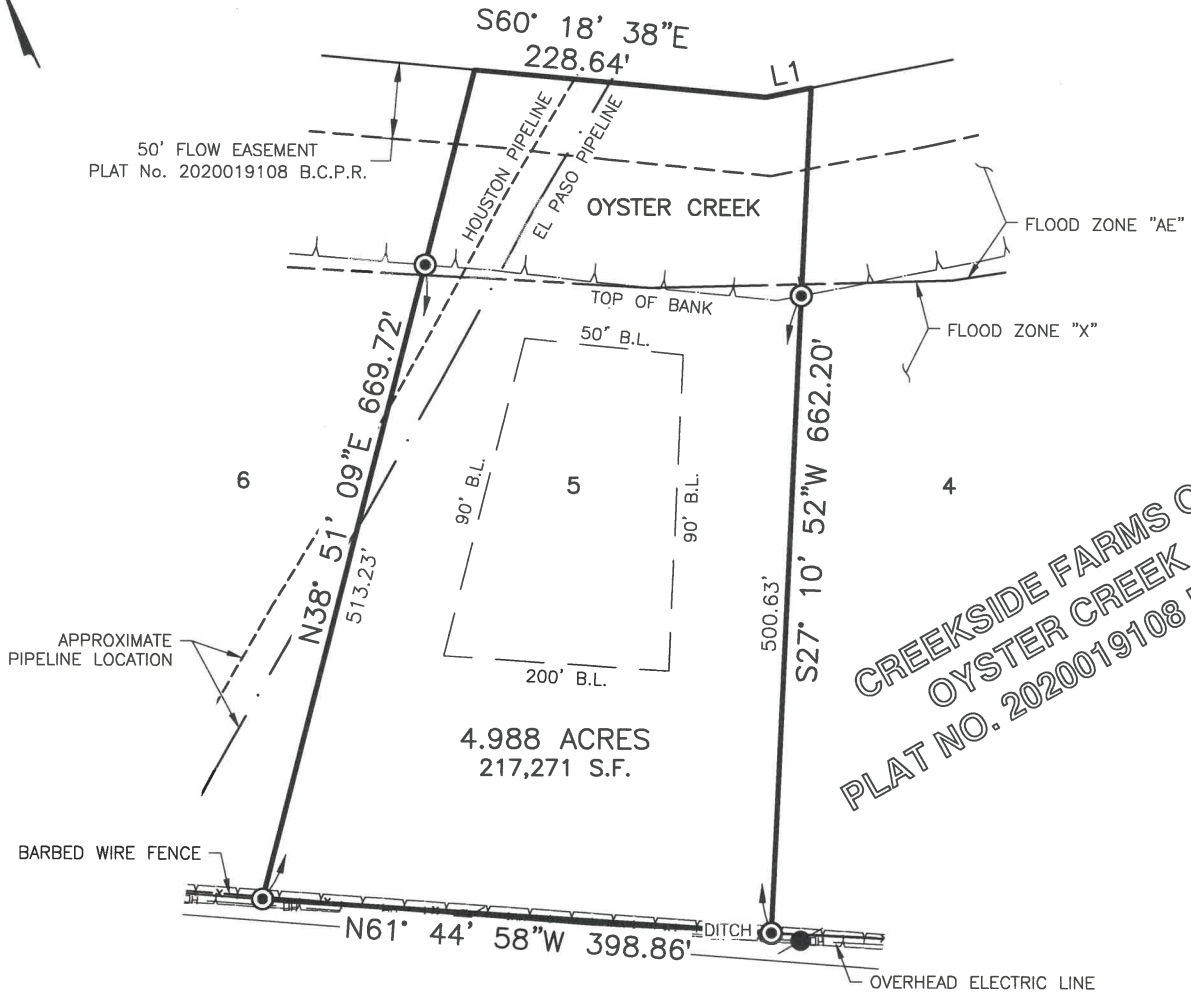 S60° 18' 38"E
228.64'
L1
50' FLOW EASEMENT
PLAT No. 2020019108 B.C.P.R.
HOUSTON PIPELINE
EL PASO PIPELINE
OYSTER CREEK
FLOOD ZONE "AE"
TOP OF BANK
FLOOD ZONE "X"
50' B.L.
N38° 51' 09"E 669.72'
513.23'
S27° 10' 52"W 662.20'
500.63'
6
90' B.L.
5
90' B.L.
4
200' B.L.
APPROXIMATE
PIPELINE LOCATION
4.988 ACRES
217,271 S.F.
CREEKSIDE FARMS
OYSTER CREEK
PLAT NO. 2020019108
BARBED WIRE FENCE
N61° 44' 58"W 398.86'
DITCH
OVERHEAD ELECTRIC LINE